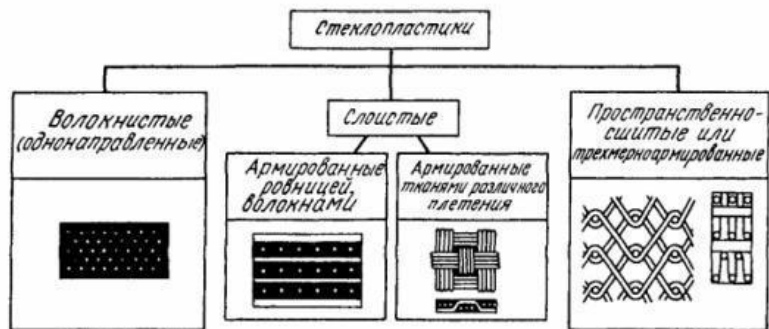 Стеклопластики
Волокнистые
(однонаправленные)
Слоистые
Армированные
ровницей,
волокнами
Армированные
тканями различного
плетения
Пространственно-
сшитые или
трехмерноармированные